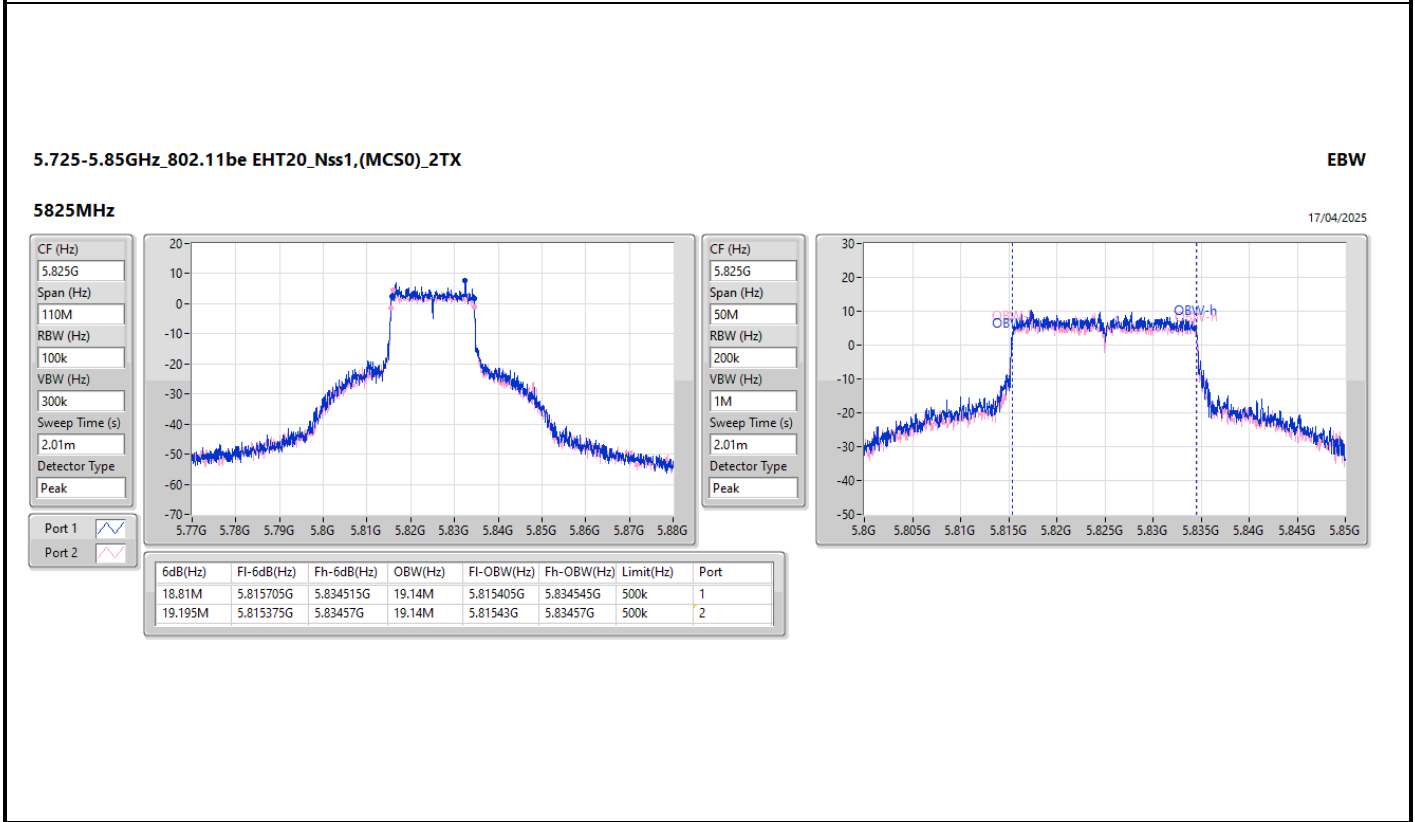 5.725-5.85GHz_802.11be EHT20_Nss1,(MCS0)_2TX
EBW
5825MHz
17/04/2025
CF (Hz)
5.825G
Span (Hz)
110M
RBW (Hz)
100k
VBW (Hz)
300k
Sweep Time (s)
2.01m
Detector Type
Peak
Port 1
Port 2
20
10
0
-10
-20
-30
-40
-50
-60
-70
5.77G 5.78G 5.79G 5.8G 5.81G 5.82G 5.83G 5.84G 5.85G 5.86G 5.87G 5.88G
CF (Hz)
5.825G
Span (Hz)
50M
RBW (Hz)
200k
VBW (Hz)
1M
Sweep Time (s)
2.01m
Detector Type
Peak
30
20
10
0
-10
-20
-30
-40
-50
OBW-h
5.8G 5.805G 5.81G 5.815G 5.82G 5.825G 5.83G 5.835G 5.84G 5.845G 5.85G
6dB(Hz) Fl-6dB(Hz) Fh-6dB(Hz) OBW(Hz) Fl-OBW(Hz) Fh-OBW(Hz) Limit(Hz) Port
18.81M 5.815705G 5.834515G 19.14M 5.815405G 5.834545G 500k 1
19.195M 5.815375G 5.83457G 19.14M 5.81543G 5.83457G 500k 2